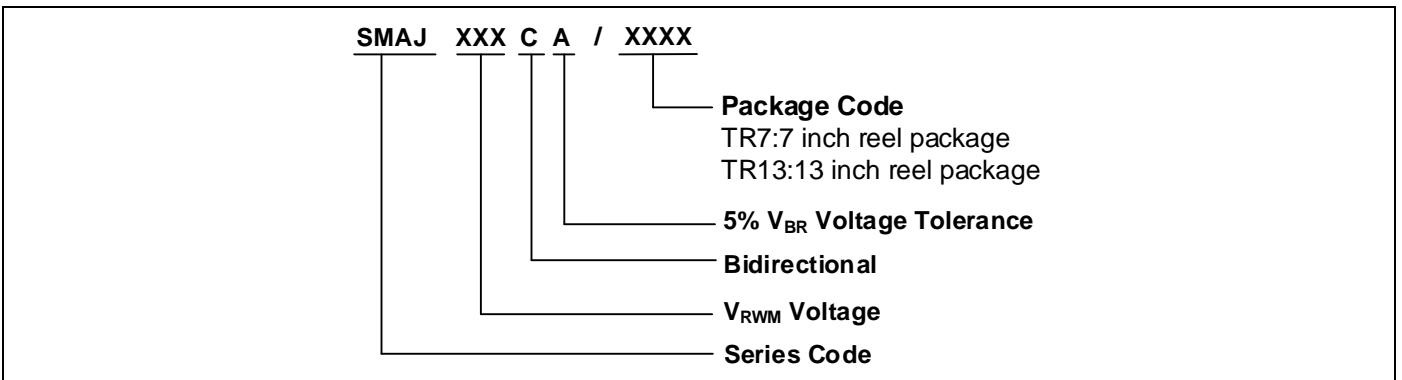 SMAJ XXX C A / XXXX
Package Code
TR7:7 inch reel package
TR13:13 inch reel package
5% VBR Voltage Tolerance
Bidirectional
VRWM Voltage
Series Code